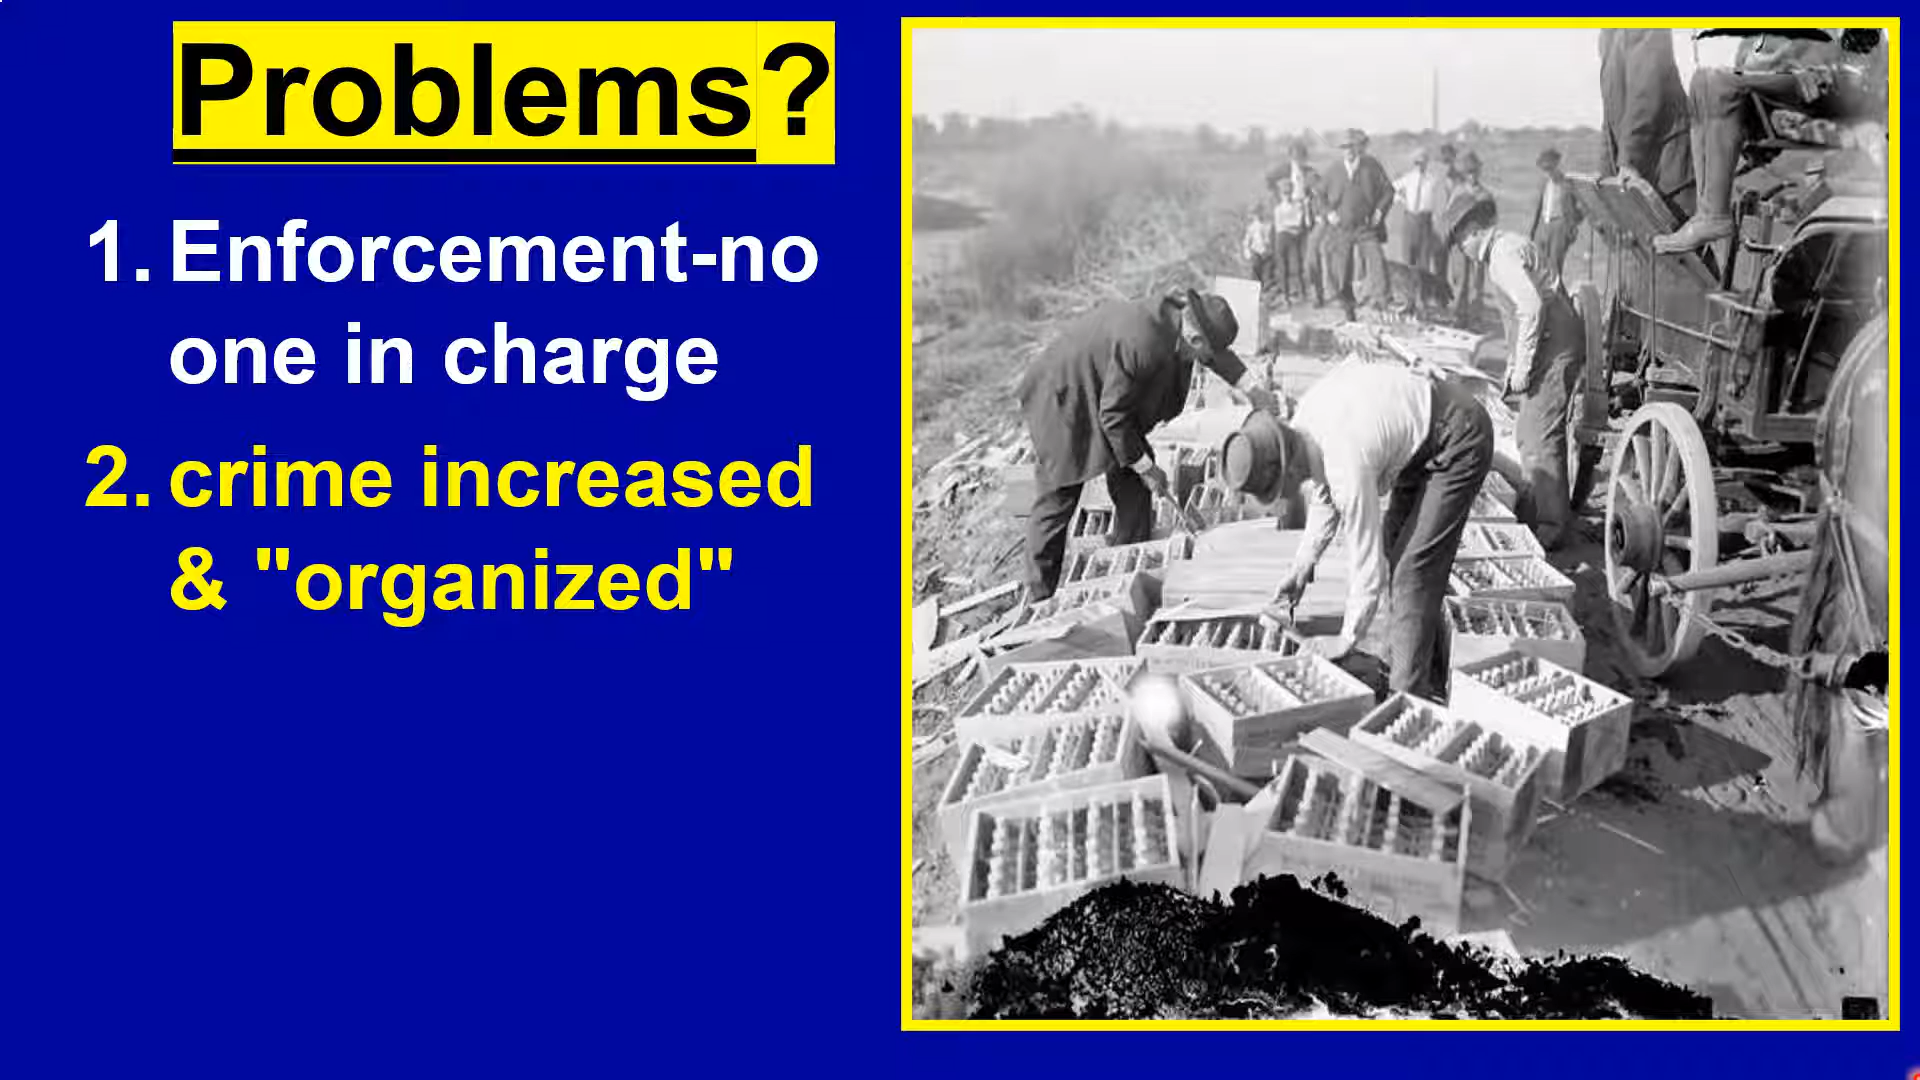 Problems?
1. Enforcement-no
one in charge
2. crime increased
& "organized"